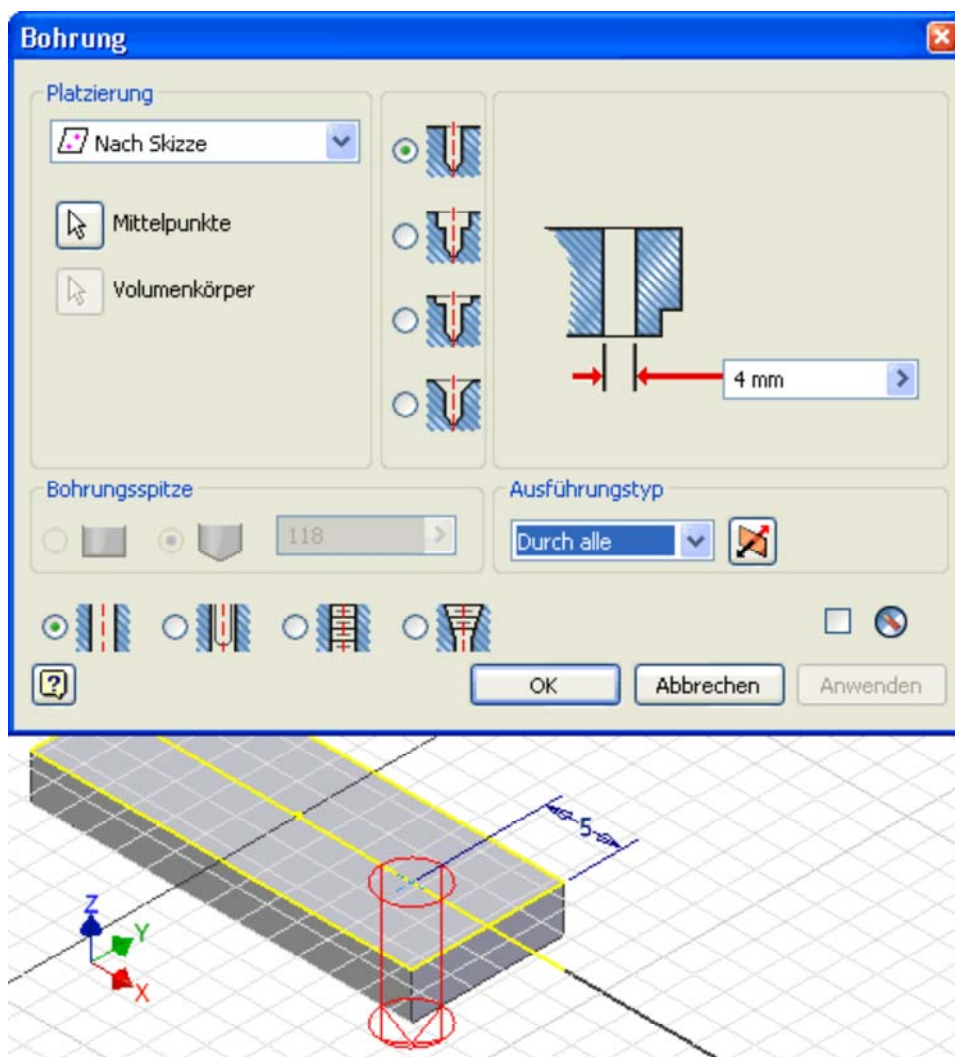 Bohrung
Platzierung
Nach Skizze
Mittelpunkte
Volumenkörper
4 mm
Bohrungsspitze
118
Ausführungstyp
Durch alle
?
OK
Abbrechen
Anwenden
5
Z
Y
X